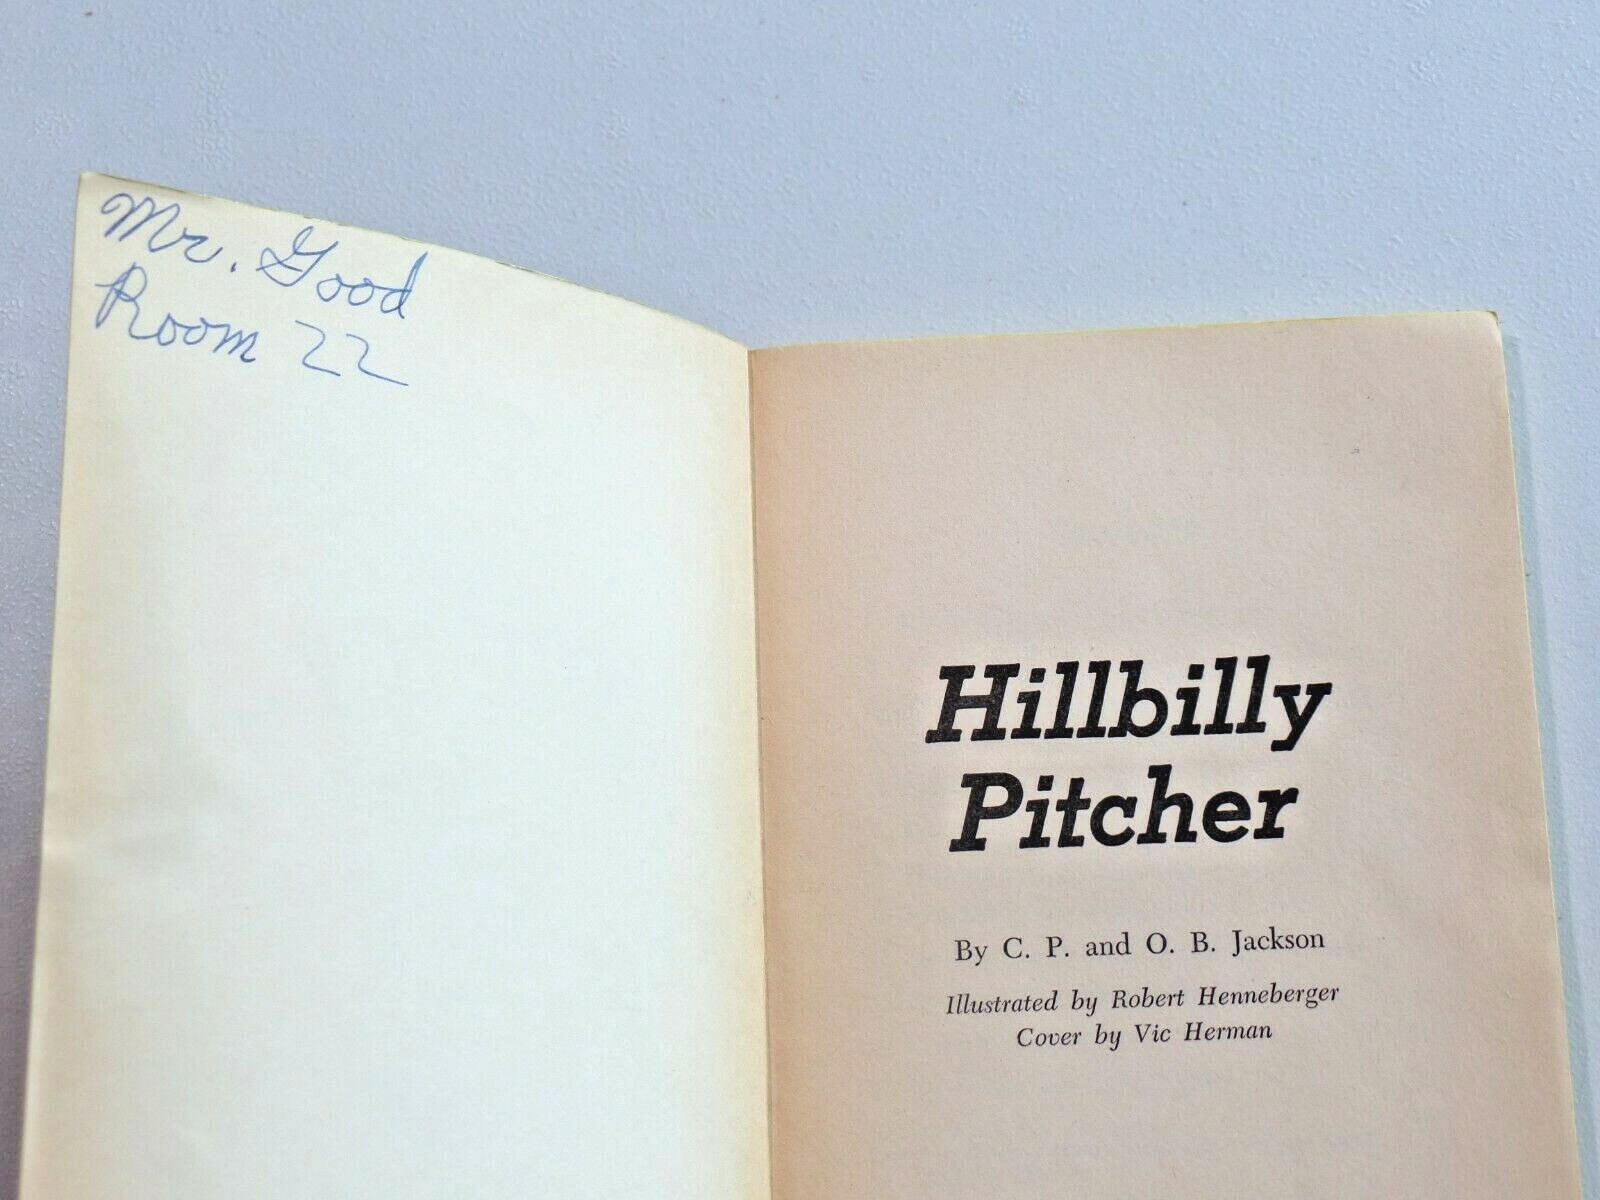 Mr. Good
Room 22
Hillbilly
Pitcher
By C. P. and O. B. Jackson
Illustrated by Robert Henneberger
Cover by Vic Herman